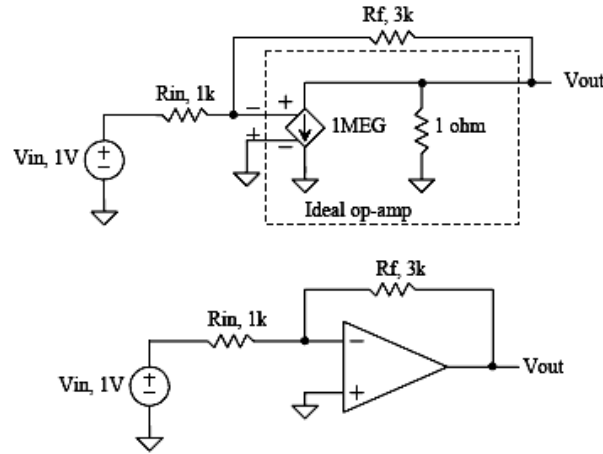 Rf, 3k
Vout
Rin, 1k
− +
1MEG
1 ohm
+ −
Vin, 1V
+
−
Ideal op-amp
Rf, 3k
Rin, 1k
−
Vin, 1V
+
−
+
Vout